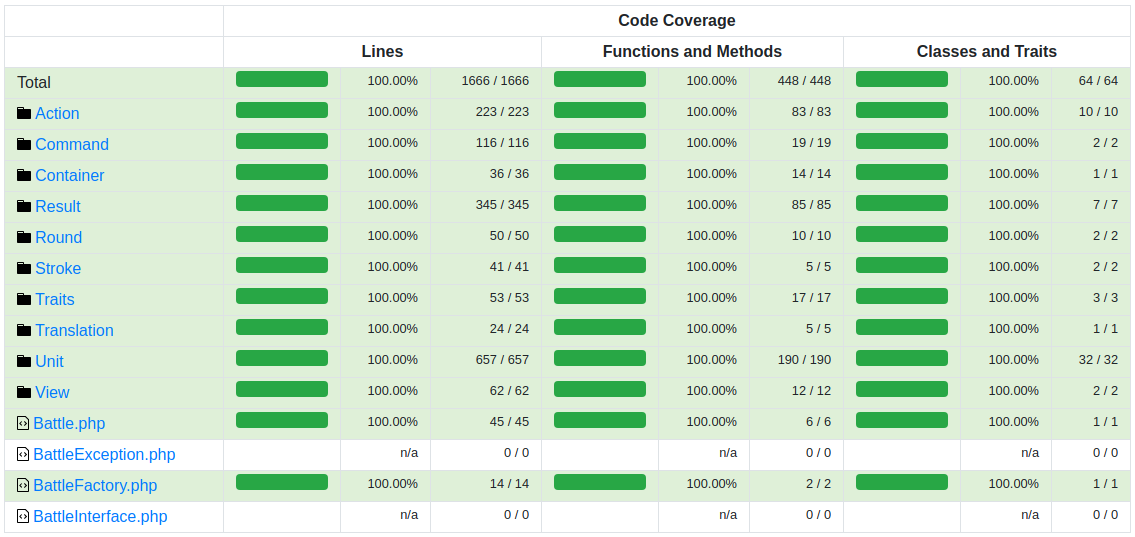 Code Coverage
Lines Functions and Methods Classes and Traits
Total 100.00% 1666 / 1666 100.00% 448 / 448 100.00% 64 / 64
Action 100.00% 223 / 223 100.00% 83 / 83 100.00% 10 / 10
Command 100.00% 116 / 116 100.00% 19 / 19 100.00% 2 / 2
Container 100.00% 36 / 36 100.00% 14 / 14 100.00% 1 / 1
Result 100.00% 345 / 345 100.00% 85 / 85 100.00% 7 / 7
Round 100.00% 50 / 50 100.00% 10 / 10 100.00% 2 / 2
Stroke 100.00% 41 / 41 100.00% 5 / 5 100.00% 2 / 2
Traits 100.00% 53 / 53 100.00% 17 / 17 100.00% 3 / 3
Translation 100.00% 24 / 24 100.00% 5 / 5 100.00% 1 / 1
Unit 100.00% 657 / 657 100.00% 190 / 190 100.00% 32 / 32
View 100.00% 62 / 62 100.00% 12 / 12 100.00% 2 / 2
Battle.php 100.00% 45 / 45 100.00% 6 / 6 100.00% 1 / 1
BattleException.php n/a 0 / 0 n/a 0 / 0 n/a 0 / 0
BattleFactory.php 100.00% 14 / 14 100.00% 2 / 2 100.00% 1 / 1
BattleInterface.php n/a 0 / 0 n/a 0 / 0 n/a 0 / 0